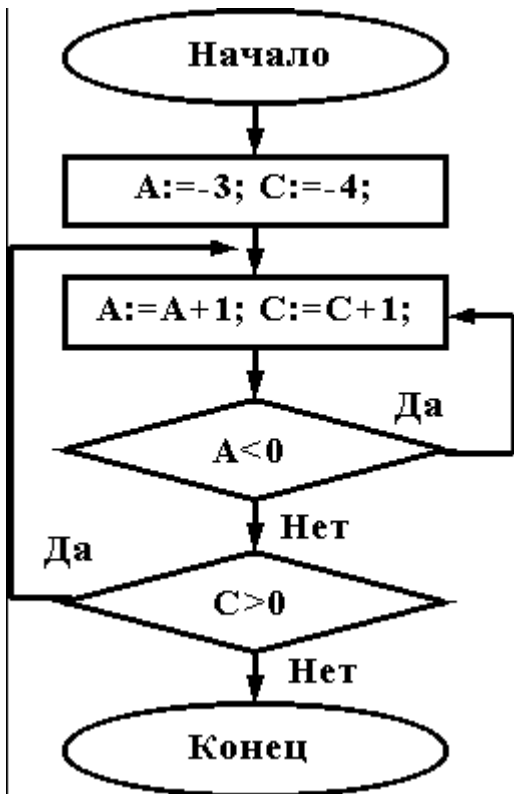 Начало
А:=-3; С:=-4;
А:=А+1; С:=С+1;
Да
А<0
Нет
Да
С>0
Нет
Конец